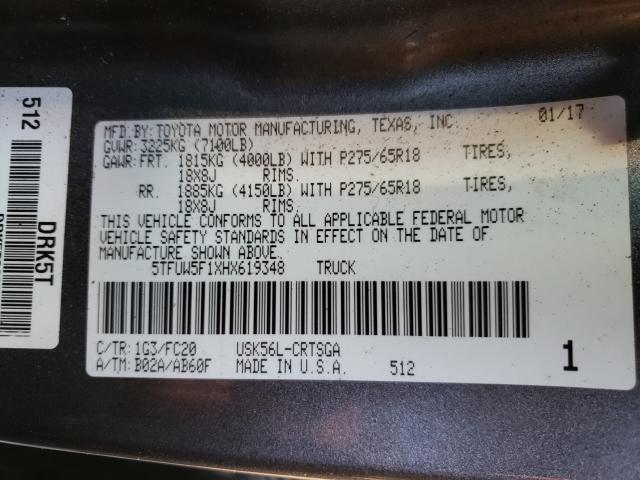 MFD.BY:TOYOTA MOTOR MANUFACTURING, TEXAS, INC. 01/17
GVWR:3225KG (7100LB)
GAWR:FRT. 1815KG (4000LB) WITH P275/65R18 TIRES,
18X8J RIMS.
RR. 1885KG (4150LB) WITH P275/65R18 TIRES,
18X8J RIMS.
THIS VEHICLE CONFORMS TO ALL APPLICABLE FEDERAL MOTOR
VEHICLE SAFETY STANDARDS IN EFFECT ON THE DATE OF
MANUFACTURE SHOWN ABOVE.
5TFUW5F1XHX619348 TRUCK
C/TR:1G3/FC20 USK56L-CRTSGA
A/TM:B02A/AB60F MADE IN U.S.A. 512
1
512
DRK5T